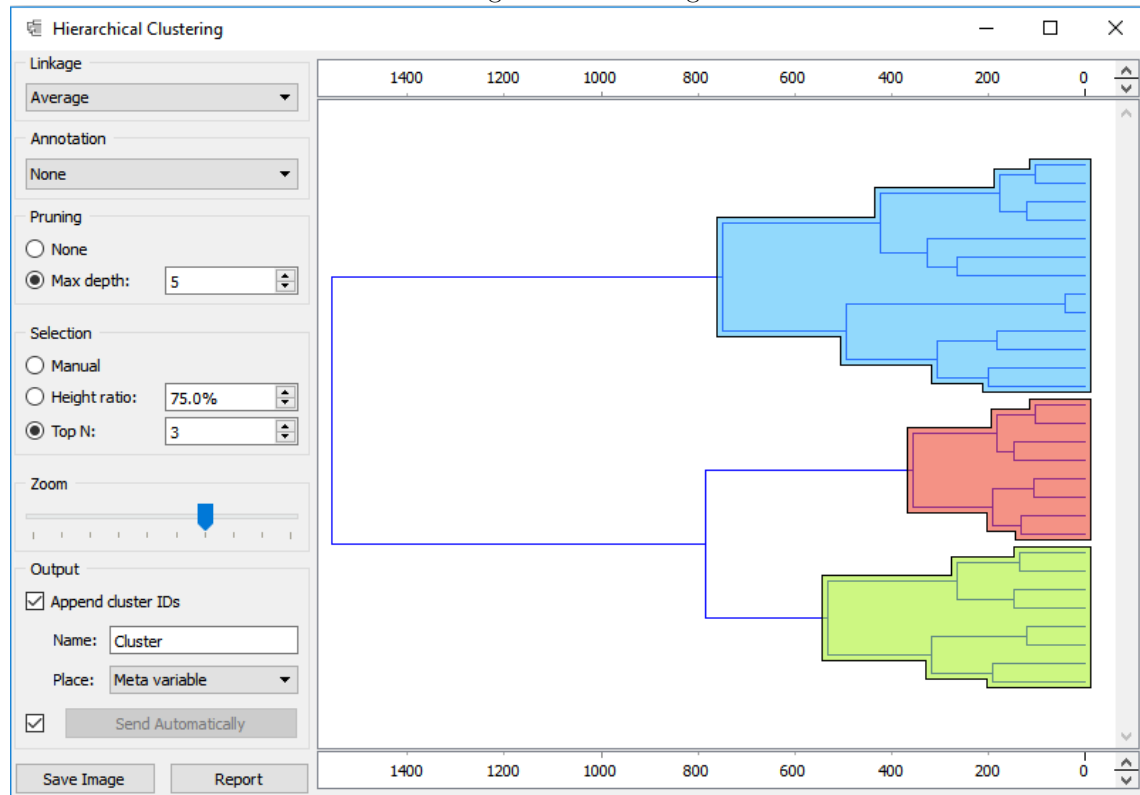 Hierarchical Clustering
Linkage
Average
Annotation
None
Pruning
None
Max depth: 5
Selection
Manual
Height ratio: 75.0%
Top N: 3
Zoom
Output
Append cluster IDs
Name: Cluster
Place: Meta variable
Send Automatically
Save Image Report
1400 1200 1000 800 600 400 200 0
1400 1200 1000 800 600 400 200 0